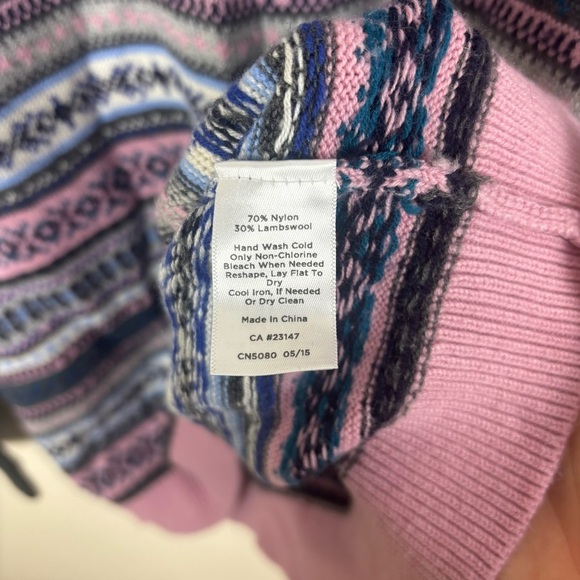 70% Nylon
30% Lambswool
Hand Wash Cold
Only Non-Chlorine
Bleach When Needed
Reshape, Lay Flat To
Dry
Cool Iron, If Needed
Or Dry Clean
Made in China
CA #23147
CN5080 05/15